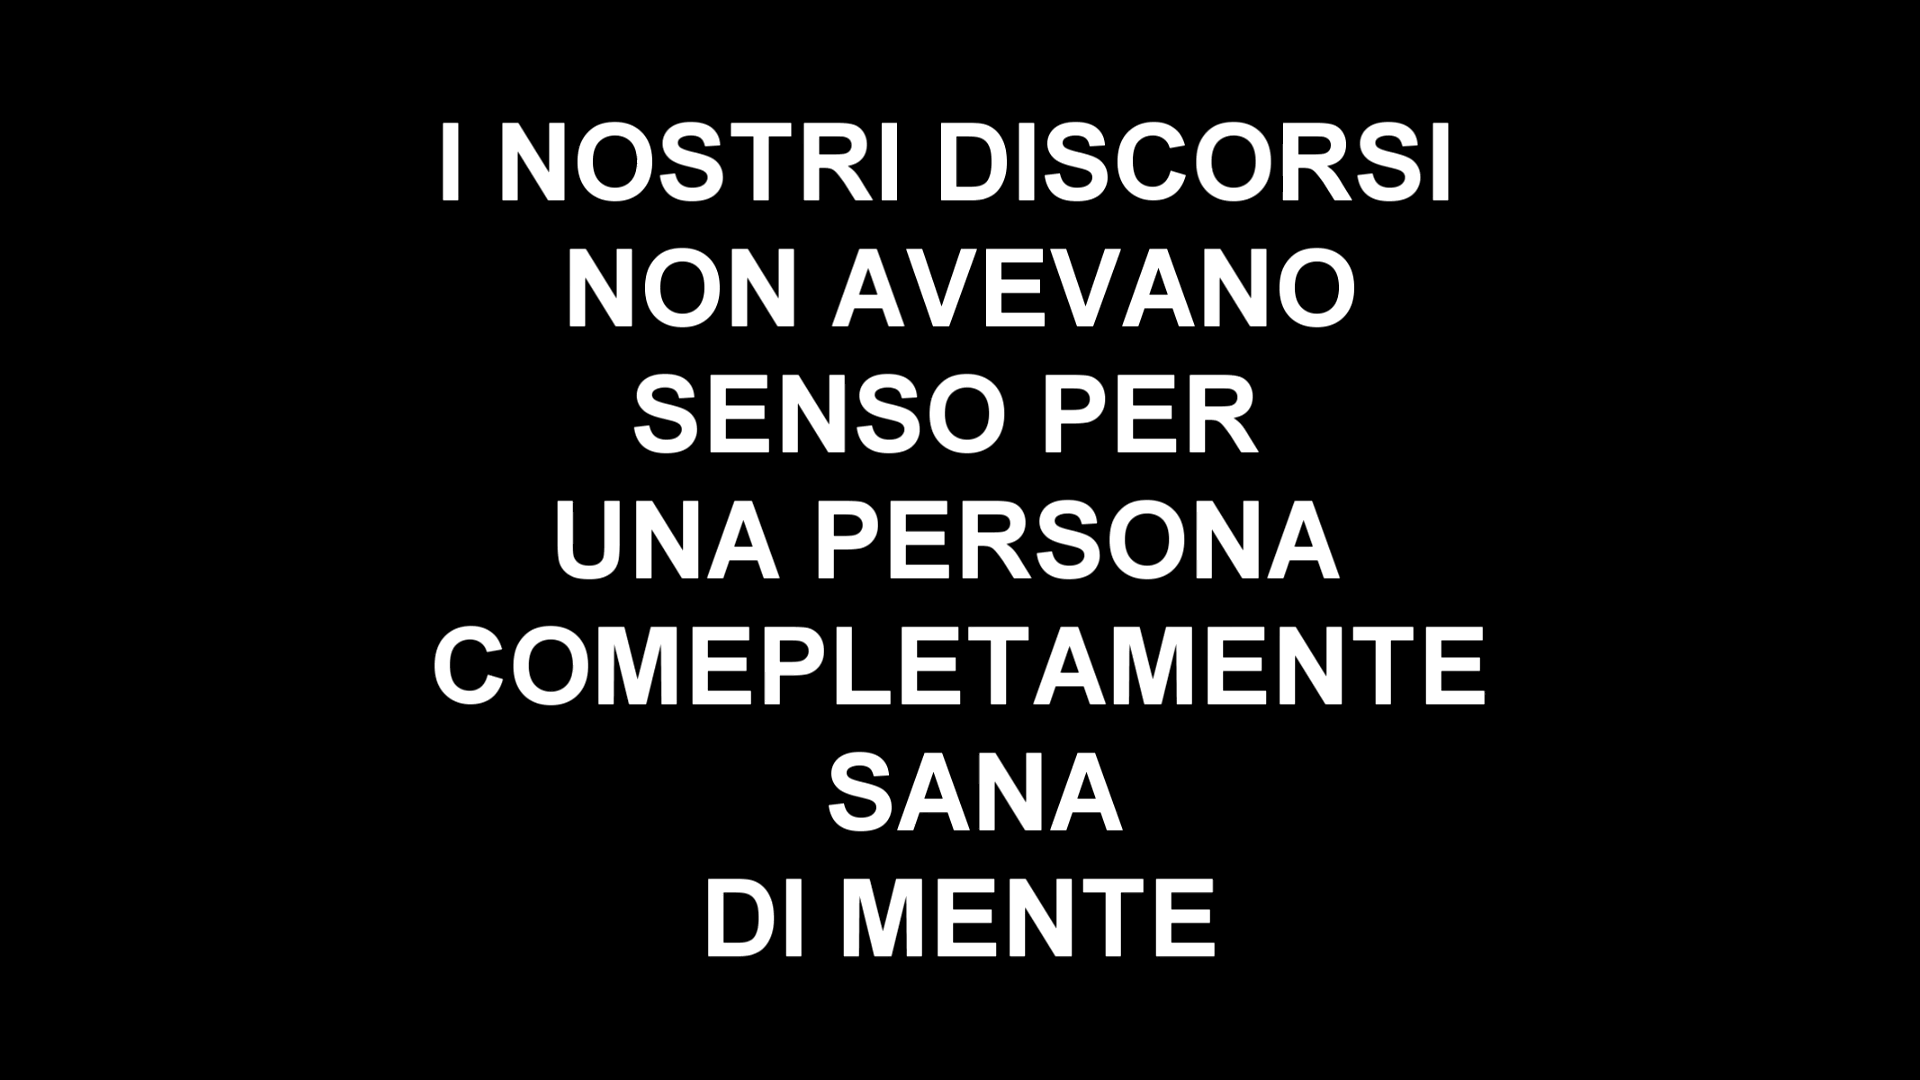 I NOSTRI DISCORSI
NON AVEVANO
SENSO PER
UNA PERSONA
COMEPLETAMENTE
SANA
DI MENTE